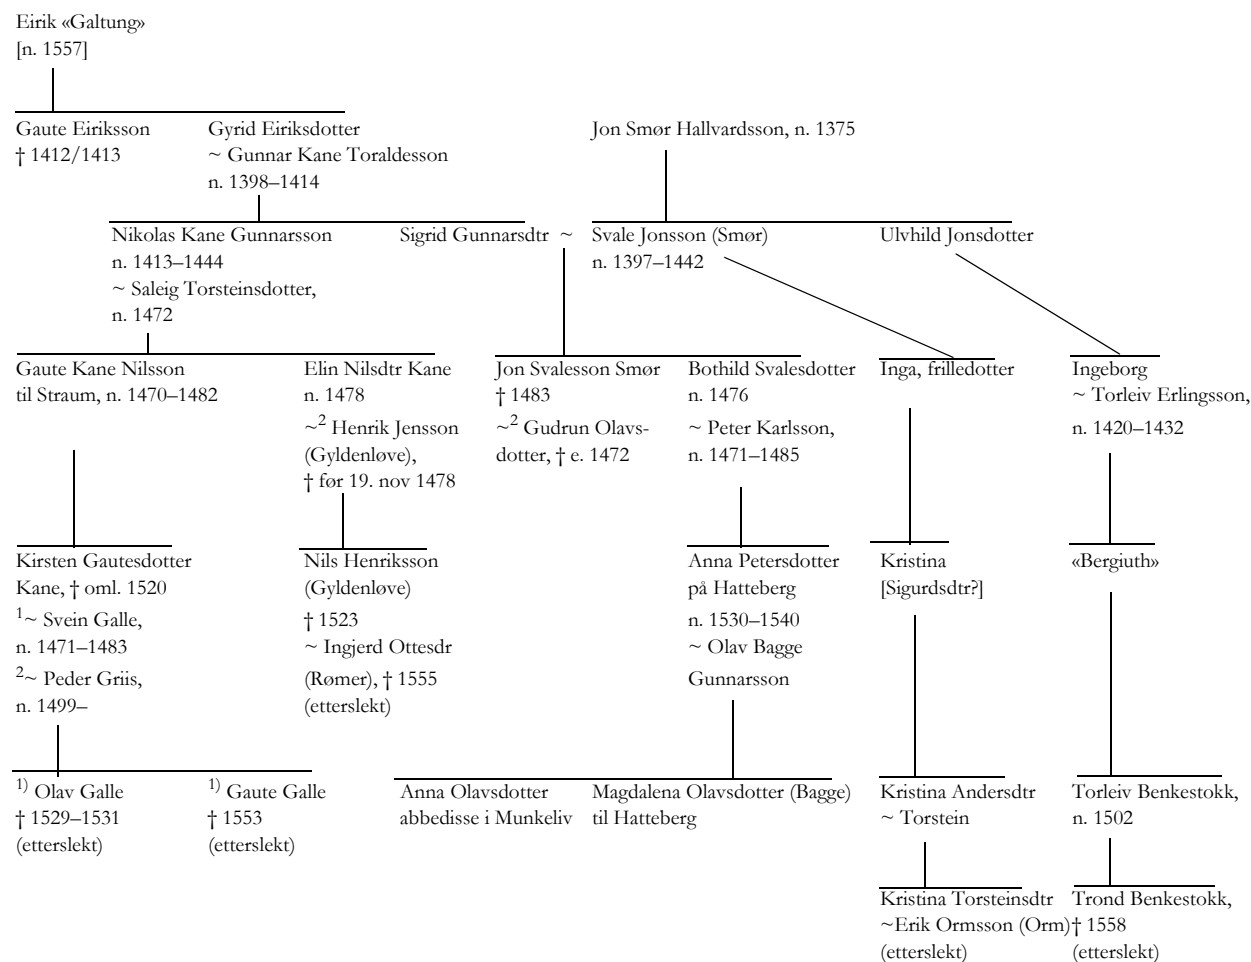 Eirik «Galtung»
[n. 1557]
Gaute Eiriksson
† 1412/1413
Gyrid Eiriksdotter
~ Gunnar Kane Toraldesson
n. 1398–1414
Jon Smør Hallvardsson, n. 1375
Nikolas Kane Gunnarsson
n. 1413–1444
~ Saleig Torsteinsdotter,
n. 1472
Sigrid Gunnarsdtr ~
Svale Jonsson (Smør)
n. 1397–1442
Ulvhild Jonsdotter
Gaute Kane Nilsson
til Straum, n. 1470–1482
Elin Nilsdtr Kane
n. 1478
~2 Henrik Jensson
(Gyldenløve),
† før 19. nov 1478
Jon Svalesson Smør
† 1483
~2 Gudrun Olavs-
dotter, † e. 1472
Bothild Svalesdotter
n. 1476
~ Peter Karlsson,
n. 1471–1485
Inga, frilledotter
Ingeborg
~ Torleiv Erlingsson,
n. 1420–1432
Kirsten Gautesdotter
Kane, † oml. 1520
1~ Svein Galle,
n. 1471–1483
2~ Peder Griis,
n. 1499–
Nils Henriksson
(Gyldenløve)
† 1523
~ Ingjerd Ottesdr
(Rømer), † 1555
(etterslekt)
Anna Petersdotter
på Hatteberg
n. 1530–1540
~ Olav Bagge
Gunnarsson
Kristina
[Sigurdsdtr?]
«Bergiuth»
1) Olav Galle
† 1529–1531
(etterslekt)
1) Gaute Galle
† 1553
(etterslekt)
Anna Olavsdotter
abbedisse i Munkeliv
Magdalena Olavsdotter (Bagge)
til Hatteberg
Kristina Andersdtr
~ Torstein
Torleiv Benkestokk,
n. 1502
Kristina Torsteinsdtr
~Erik Ormsson (Orm)
(etterslekt)
Trond Benkestokk,
† 1558
(etterslekt)